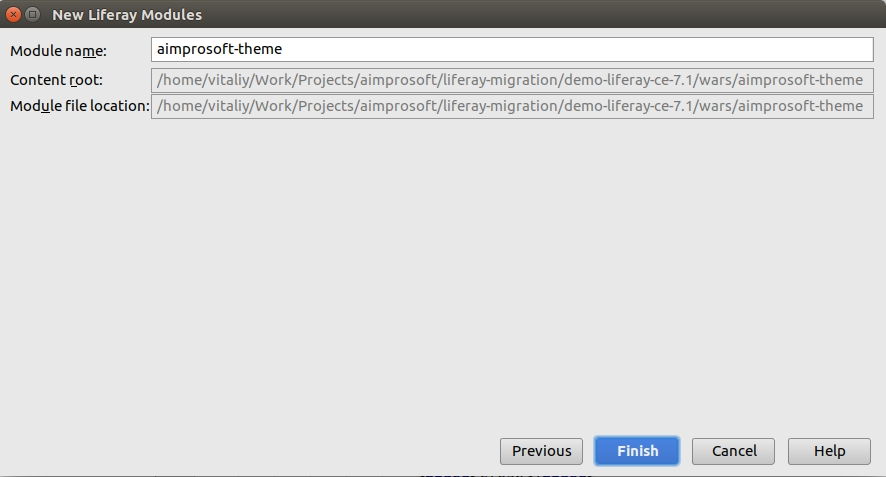 New Liferay Modules
Module name: aimprosoft-theme
Content root: /home/vitaliy/Work/Projects/aimprosoft/liferay-migration/demo-liferay-ce-7.1/wars/aimprosoft-theme
Module file location: /home/vitaliy/Work/Projects/aimprosoft/liferay-migration/demo-liferay-ce-7.1/wars/aimprosoft-theme
Previous Finish Cancel Help